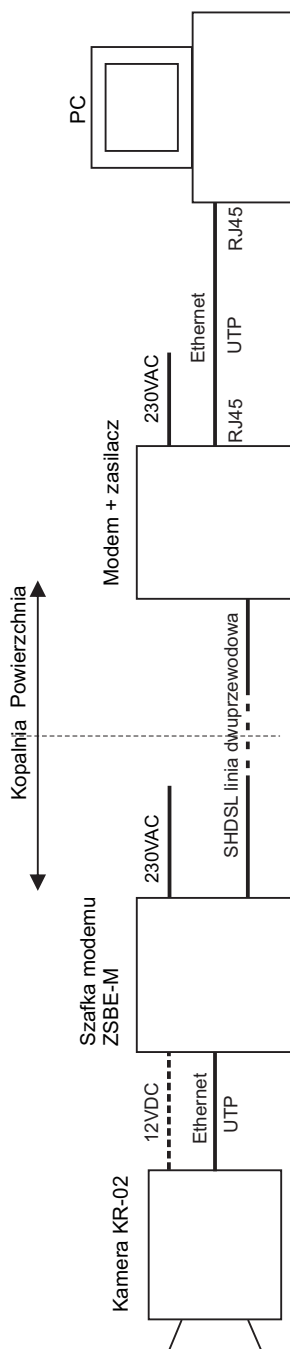 Kopalnia Powierzchnia
Kamera KR-02
12VDC
Ethernet
UTP
Szafka modemu
ZSBE-M
230VAC
SHDSL linia dwuprzewodowa
Modem + zasilacz
230VAC
Ethernet
RJ45
UTP
RJ45
PC